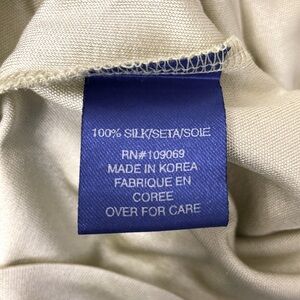 100% SILK/SETA/SOIE
RN#109069
MADE IN KOREA
FABRIQUE EN
COREE
OVER FOR CARE